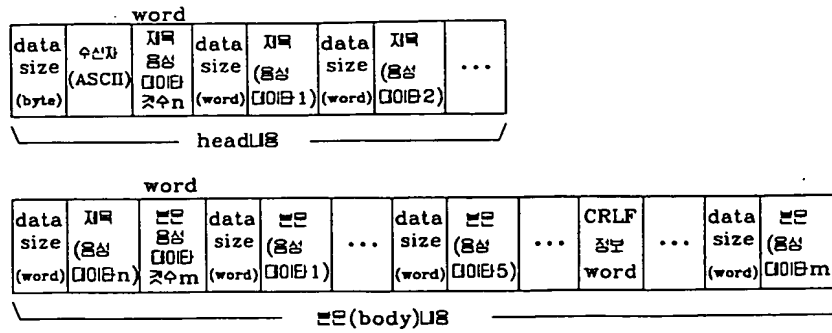 word
data size (byte)
수신자 (ASCII)
제목 음성 데이타 갯수n
data size (word)
제목 (음성 데이타1)
data size (word)
제목 (음성 데이타2)
...
head내용
word
data size (word)
제목 (음성 데이타n)
본문 음성 데이타 갯수m
data size (word)
본문 (음성 데이타1)
...
data size (word)
본문 (음성 데이타5)
...
CRLF 정보 word
...
data size (word)
본문 (음성 데이타m
본문(body)내용